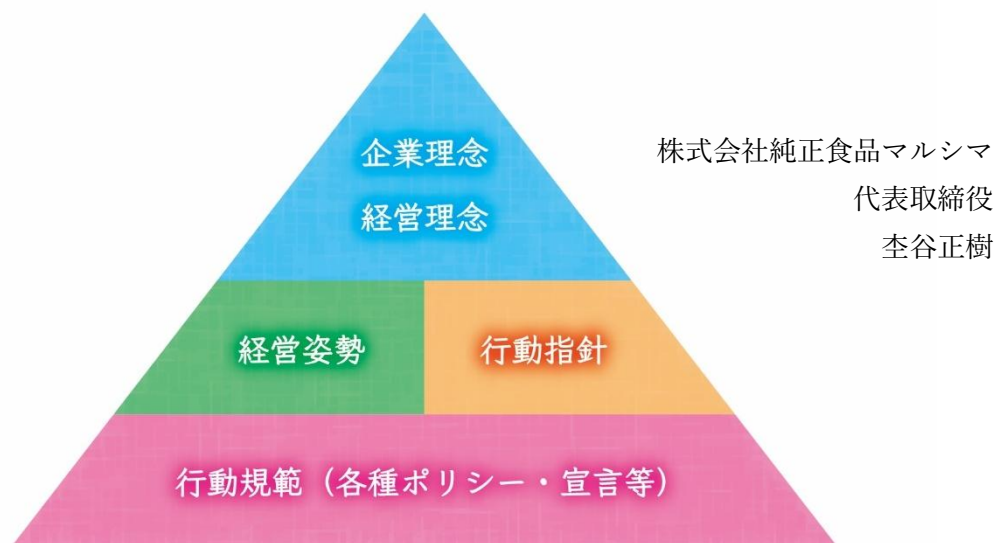 企業理念
経営理念
株式会社純正食品マルシマ
代表取締役
杢谷正樹
経営姿勢
行動指針
行動規範（各種ポリシー・宣言等）